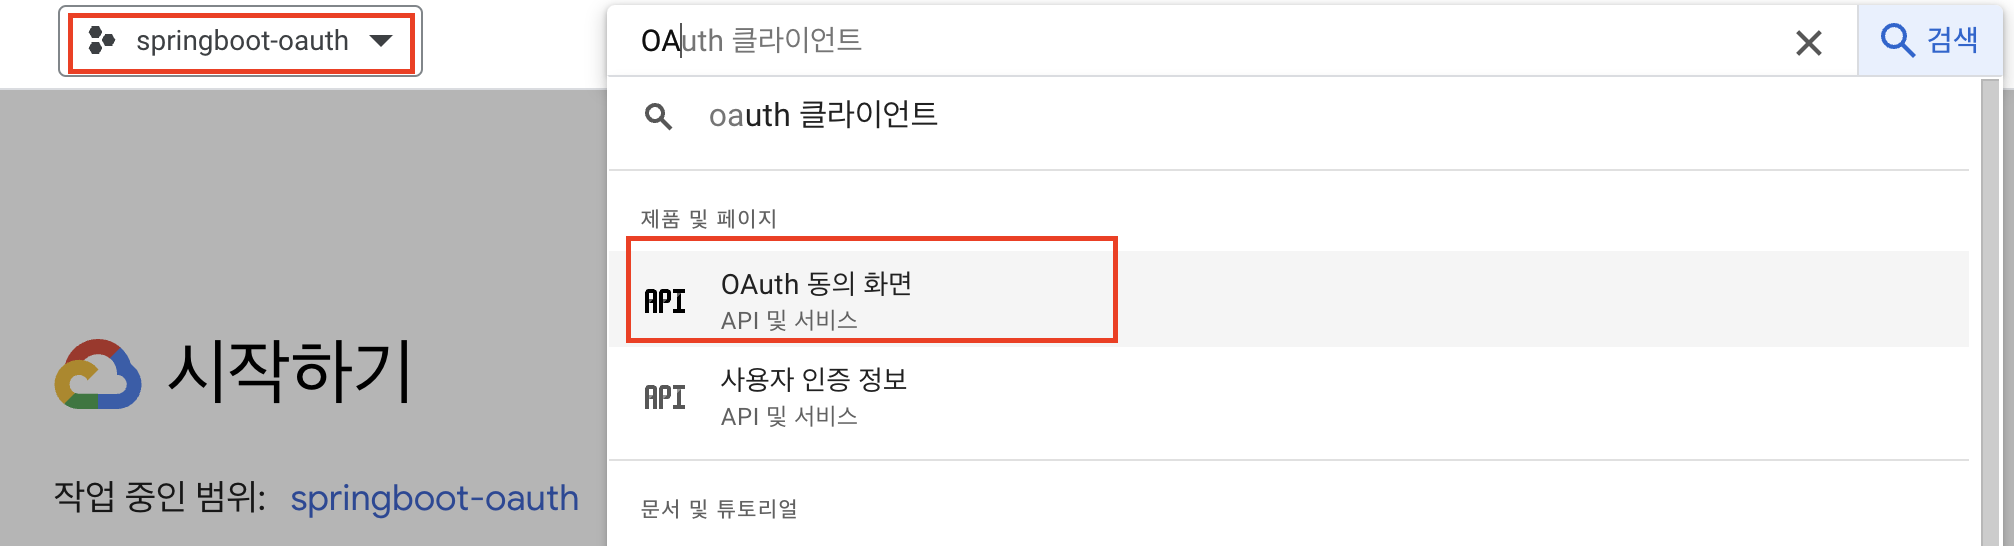 springboot-oauth
OAuth 클라이언트
검색
oauth 클라이언트
제품 및 페이지
API
OAuth 동의 화면
API 및 서비스
API
사용자 인증 정보
API 및 서비스
문서 및 튜토리얼
시작하기
작업 중인 범위: springboot-oauth